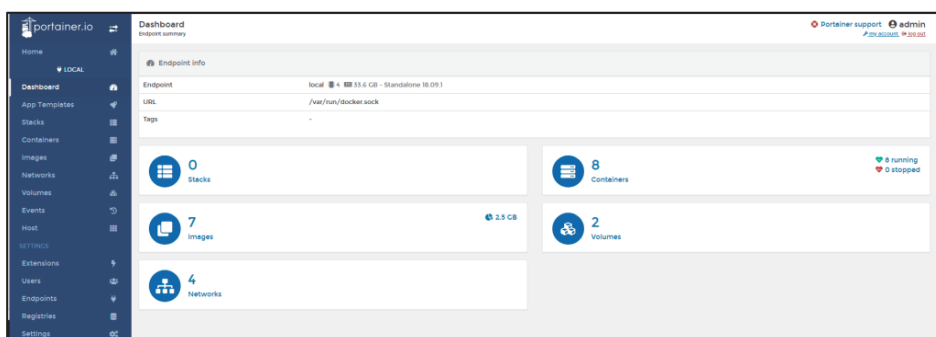 portainer.io
Dashboard
Endpoint summary
Portainer support admin
my account log out
Home
LOCAL
Dashboard
App Templates
Stacks
Containers
Images
Networks
Volumes
Events
Host
SETTINGS
Extensions
Users
Endpoints
Registries
Settings
Endpoint info
Endpoint local 4 33.6 GB - Standalone 18.09.1
URL /var/run/docker.sock
Tags -
0
Stacks
8
Containers
8 running
0 stopped
7
Images
2.5 GB
2
Volumes
4
Networks